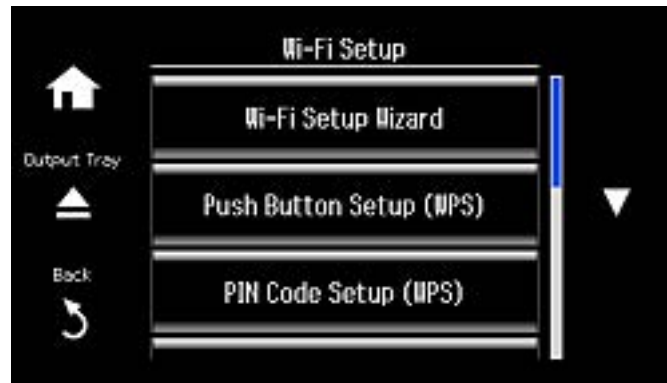 Wi-Fi Setup
Wi-Fi Setup Wizard
Output Tray
Push Button Setup (WPS)
Back
PIN Code Setup (WPS)